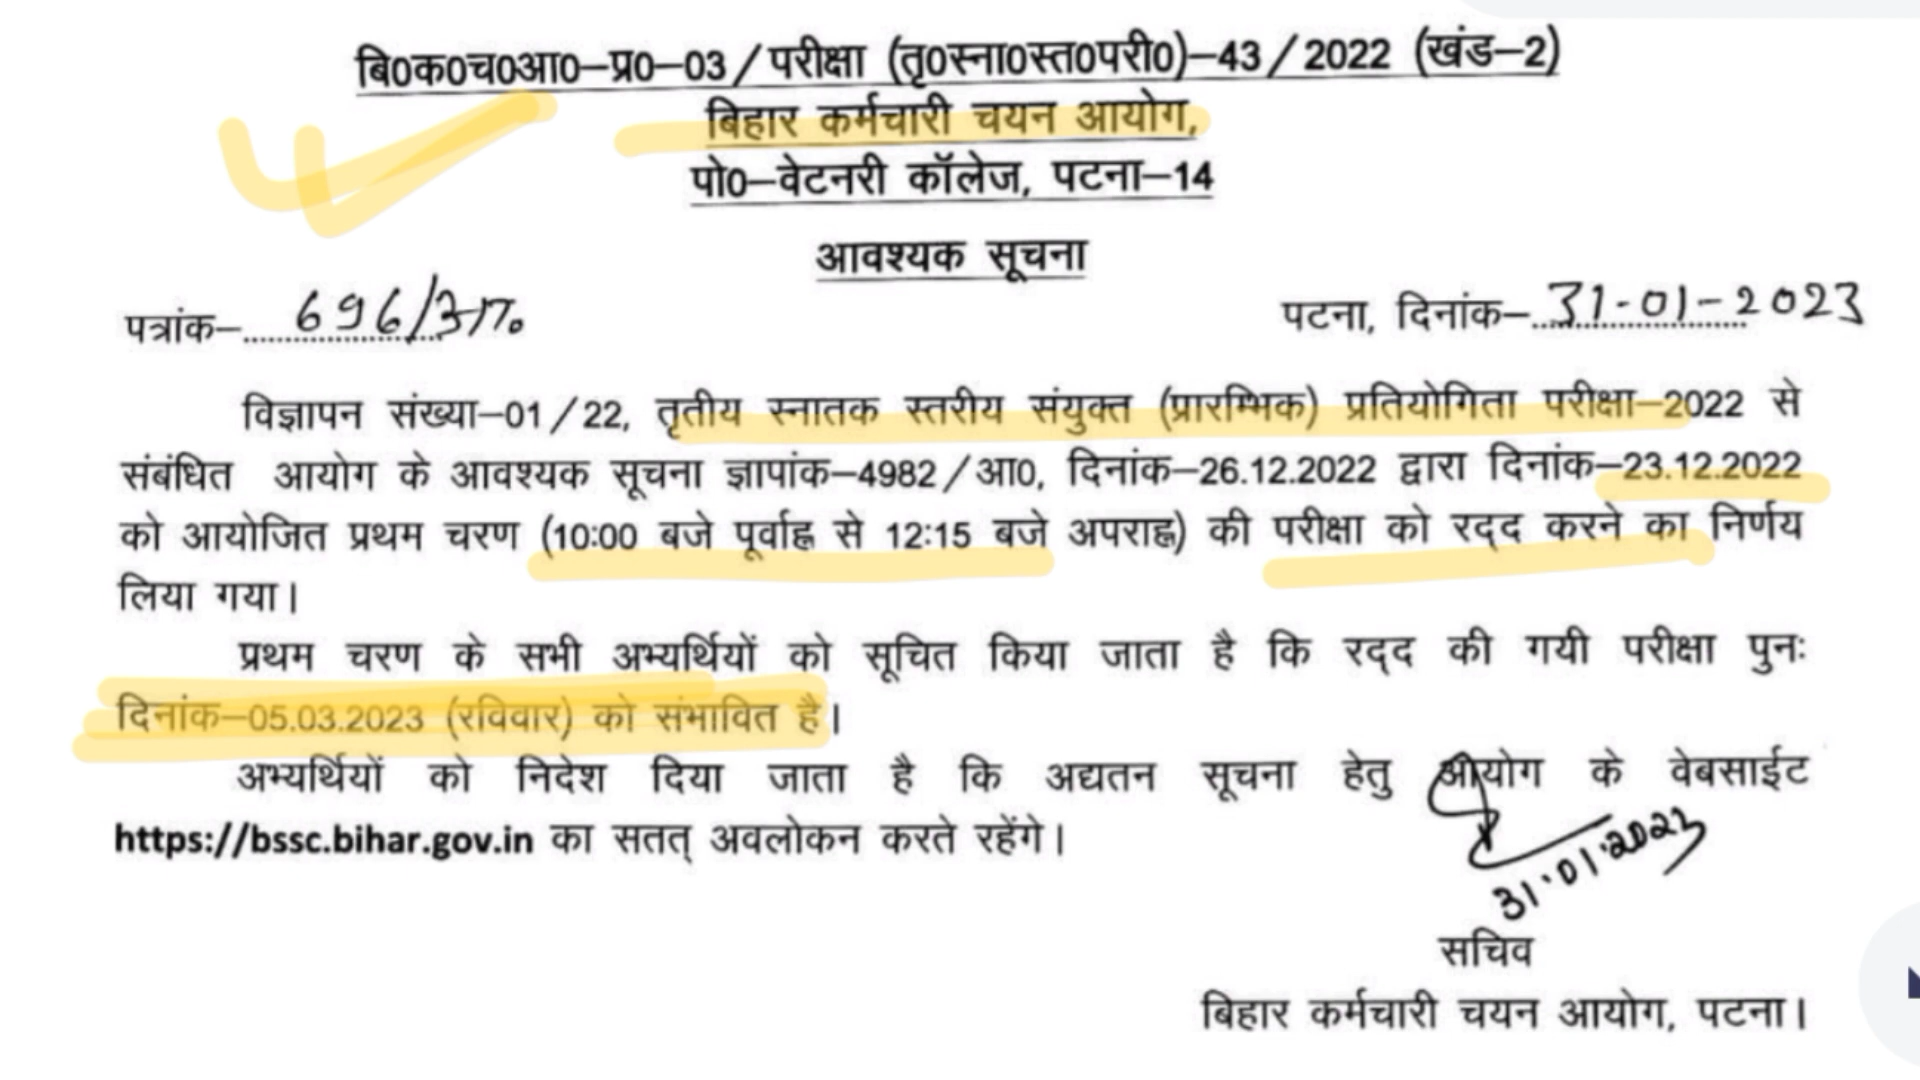 बि0क0च0आ0–प्र0–03/परीक्षा (तृ0स्ना0स्त0परी0)–43/2022 (खंड–2)
बिहार कर्मचारी चयन आयोग,
पो0–वेटनरी कॉलेज, पटना–14
आवश्यक सूचना
पत्रांक–....696/आ0
पटना, दिनांक–...31-01-2023
विज्ञापन संख्या–01/22, तृतीय स्नातक स्तरीय संयुक्त (प्रारम्भिक) प्रतियोगिता परीक्षा–2022 से
संबंधित आयोग के आवश्यक सूचना ज्ञापांक–4982/आ0, दिनांक–26.12.2022 द्वारा दिनांक–23.12.2022
को आयोजित प्रथम चरण (10:00 बजे पूर्वाह्न से 12:15 बजे अपराह्न) की परीक्षा को रद्द करने का निर्णय
लिया गया।
प्रथम चरण के सभी अभ्यर्थियों को सूचित किया जाता है कि रद्द की गयी परीक्षा पुनः
दिनांक–05.03.2023 (रविवार) को संभावित है।
अभ्यर्थियों को निदेश दिया जाता है कि अद्यतन सूचना हेतु आयोग के वेबसाईट
https://bssc.bihar.gov.in का सतत् अवलोकन करते रहेंगे।
31.01.2023
सचिव
बिहार कर्मचारी चयन आयोग, पटना।